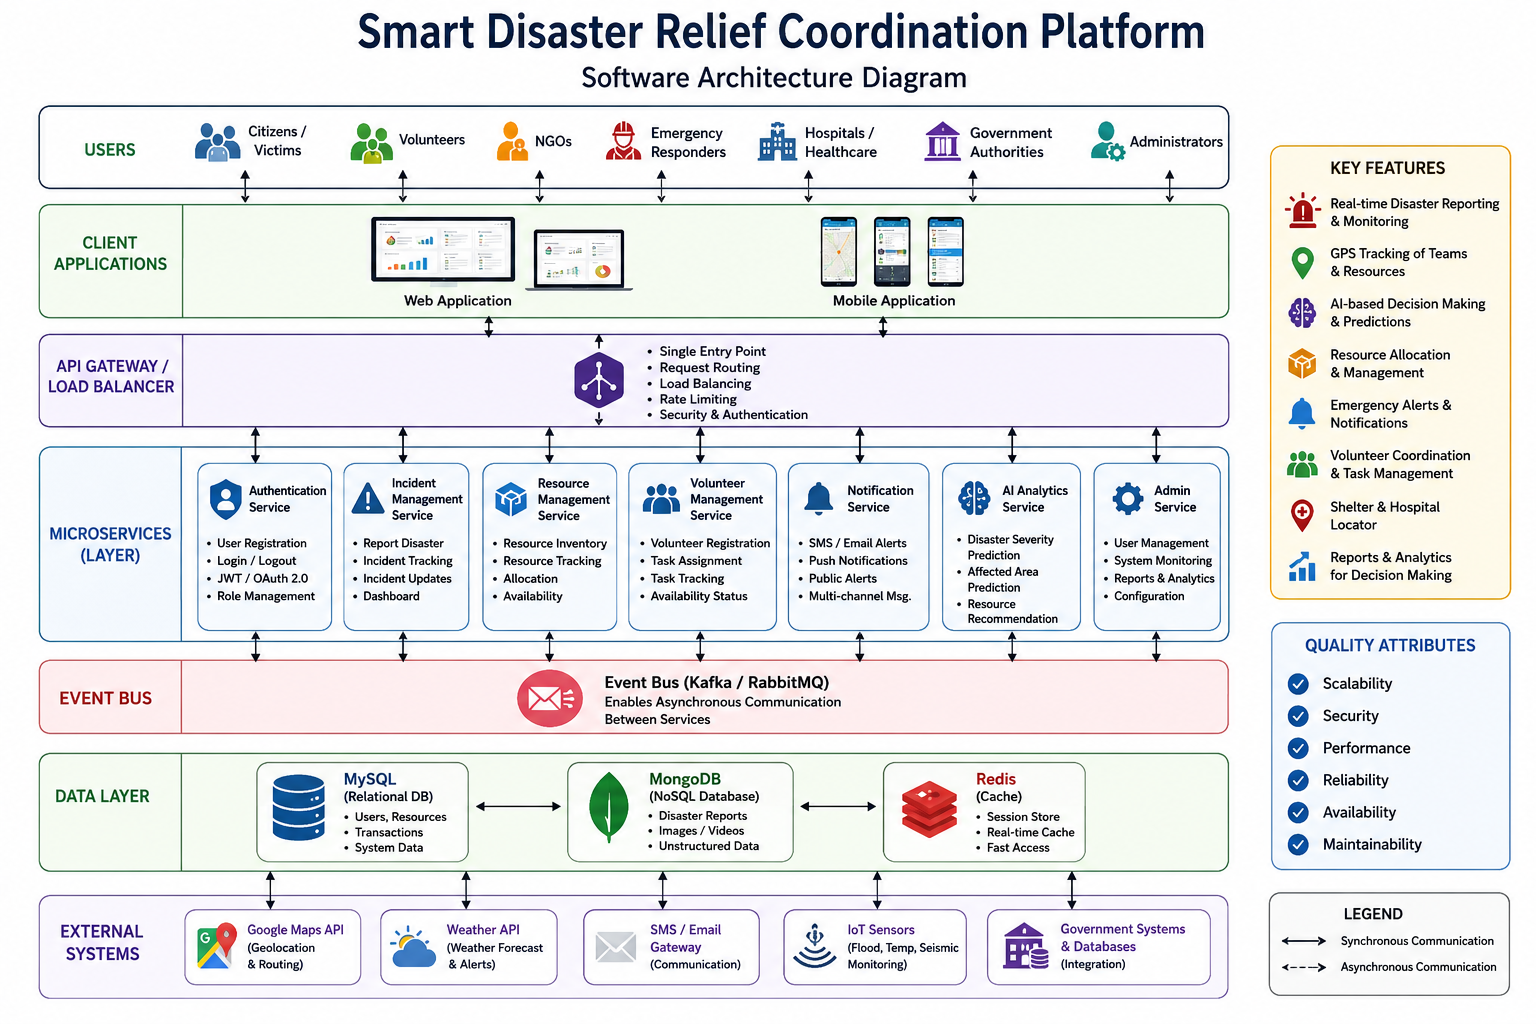 Smart Disaster Relief Coordination Platform
Software Architecture Diagram
USERS
Citizens /
Victims
Volunteers
NGOs
Emergency
Responders
Hospitals /
Healthcare
Government
Authorities
Administrators
CLIENT
APPLICATIONS
Web Application
Mobile Application
API GATEWAY /
LOAD BALANCER
• Single Entry Point
• Request Routing
• Load Balancing
• Rate Limiting
• Security & Authentication
MICROSERVICES
(LAYER)
Authentication
Service
• User Registration
• Login / Logout
• JWT / OAuth 2.0
• Role Management
Incident
Management
Service
• Report Disaster
• Incident Tracking
• Incident Updates
• Dashboard
Resource
Management
Service
• Resource Inventory
• Resource Tracking
• Allocation
• Availability
Volunteer
Management
Service
• Volunteer Registration
• Task Assignment
• Task Tracking
• Availability Status
Notification
Service
• SMS / Email Alerts
• Push Notifications
• Public Alerts
• Multi-channel Msg.
AI Analytics
Service
• Disaster Severity
Prediction
• Affected Area
Prediction
• Resource
Recommendation
Admin
Service
• User Management
• System Monitoring
• Reports & Analytics
• Configuration
EVENT BUS
Event Bus (Kafka / RabbitMQ)
Enables Asynchronous Communication
Between Services
DATA LAYER
MySQL
(Relational DB)
• Users, Resources
• Transactions
• System Data
MongoDB
(NoSQL Database)
• Disaster Reports
• Images / Videos
• Unstructured Data
Redis
(Cache)
• Session Store
• Real-time Cache
• Fast Access
EXTERNAL
SYSTEMS
G
Google Maps API
(Geolocation
& Routing)
Weather API
(Weather Forecast
& Alerts)
SMS / Email
Gateway
(Communication)
IoT Sensors
(Flood, Temp, Seismic
Monitoring)
Government Systems
& Databases
(Integration)
KEY FEATURES
Real-time Disaster Reporting
& Monitoring
GPS Tracking of Teams
& Resources
AI-based Decision Making
& Predictions
Resource Allocation
& Management
Emergency Alerts &
Notifications
Volunteer Coordination
& Task Management
Shelter & Hospital
Locator
Reports & Analytics
for Decision Making
QUALITY ATTRIBUTES
Scalability
Security
Performance
Reliability
Availability
Maintainability
LEGEND
Synchronous Communication
Asynchronous Communication